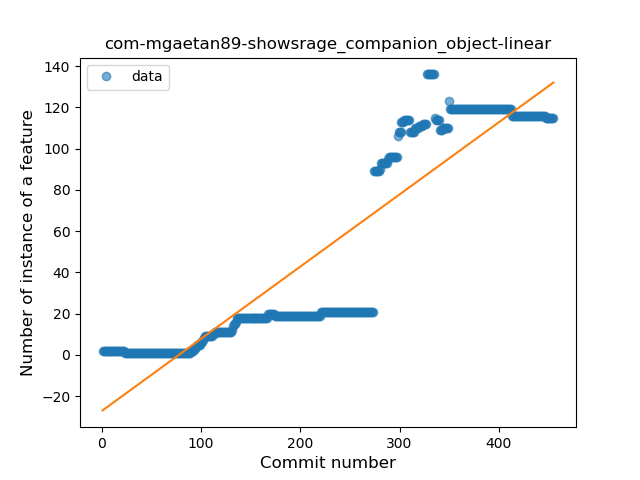 com-mgaetan89-showsrage_companion_object-linear
data
Number of instance of a feature
140
120
100
80
60
40
20
0
−20
0 100 200 300 400
Commit number